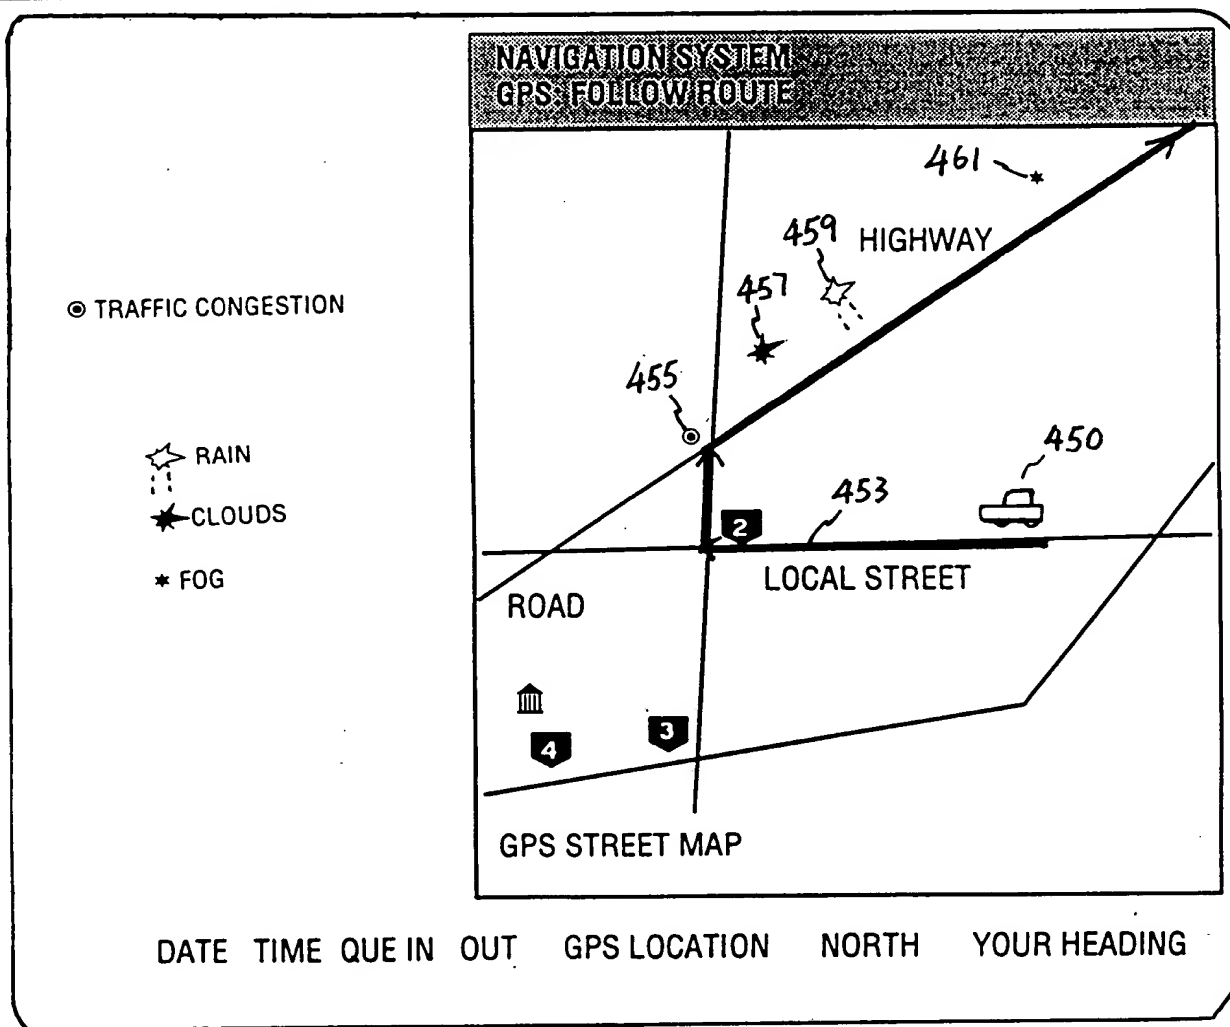 NAVIGATION SYSTEM
GPS: FOLLOW ROUTE
461
459
HIGHWAY
457
TRAFFIC CONGESTION
455
450
RAIN
453
CLOUDS
2
FOG
LOCAL STREET
ROAD
3
4
GPS STREET MAP
DATE TIME QUE IN OUT GPS LOCATION NORTH YOUR HEADING